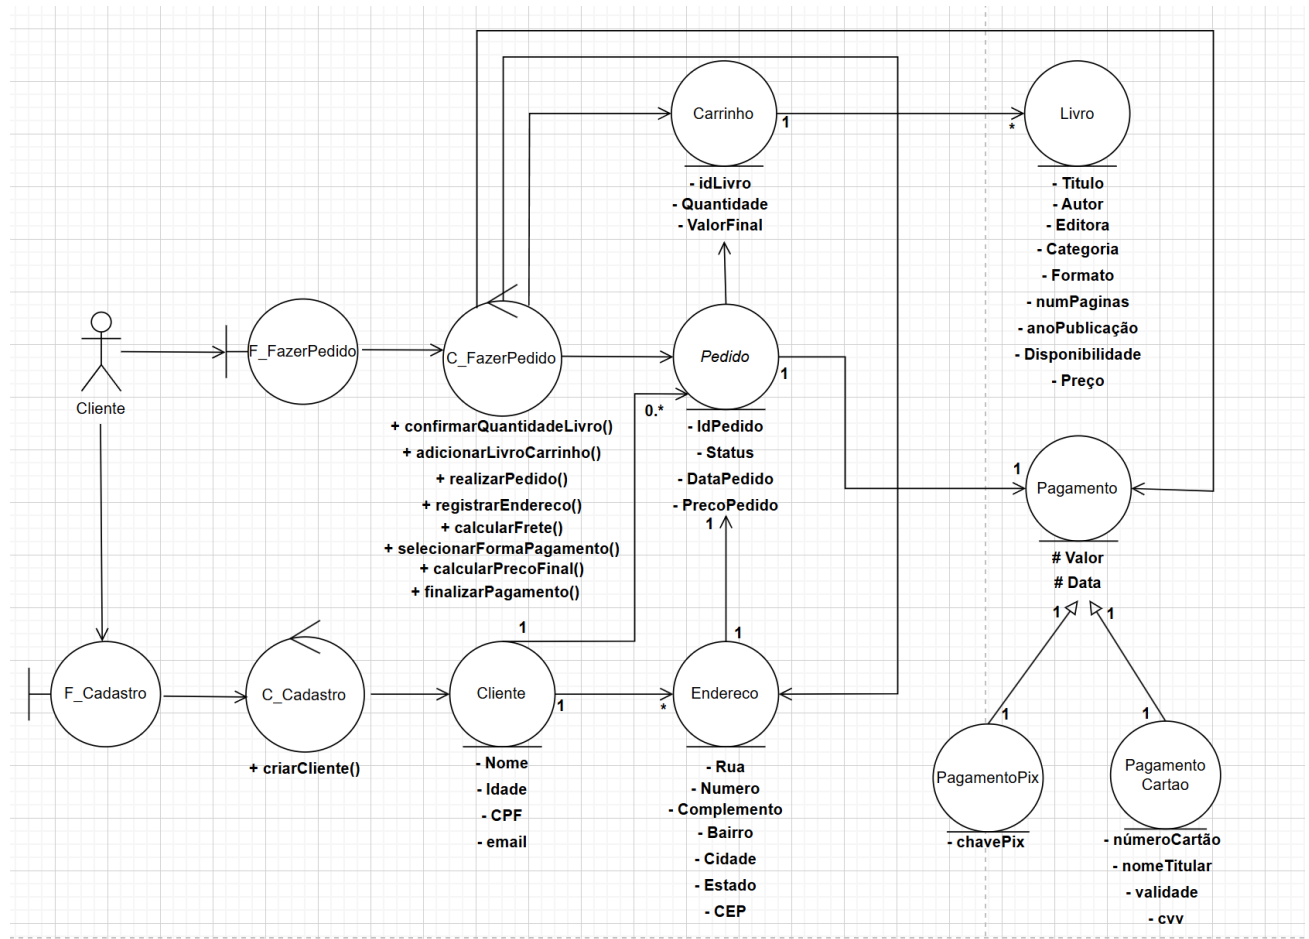 Carrinho
1
*
Livro
- idLivro
- Quantidade
- ValorFinal
- Titulo
- Autor
- Editora
- Categoria
- Formato
- numPaginas
- anoPublicação
- Disponibilidade
- Preço
Cliente
F_FazerPedido
C_FazerPedido
+ confirmarQuantidadeLivro()
+ adicionarLivroCarrinho()
+ realizarPedido()
+ registrarEndereco()
+ calcularFrete()
+ selecionarFormaPagamento()
+ calcularPrecoFinal()
+ finalizarPagamento()
Pedido
1
0.*
- IdPedido
- Status
- DataPedido
- PrecoPedido
1
1
Pagamento
# Valor
# Data
1
1
F_Cadastro
C_Cadastro
+ criarCliente()
1
Cliente
1
- Nome
- Idade
- CPF
- email
1
*
Endereco
- Rua
- Numero
- Complemento
- Bairro
- Cidade
- Estado
- CEP
1
PagamentoPix
- chavePix
1
Pagamento
Cartao
- númeroCartão
- nomeTitular
- validade
- cvv